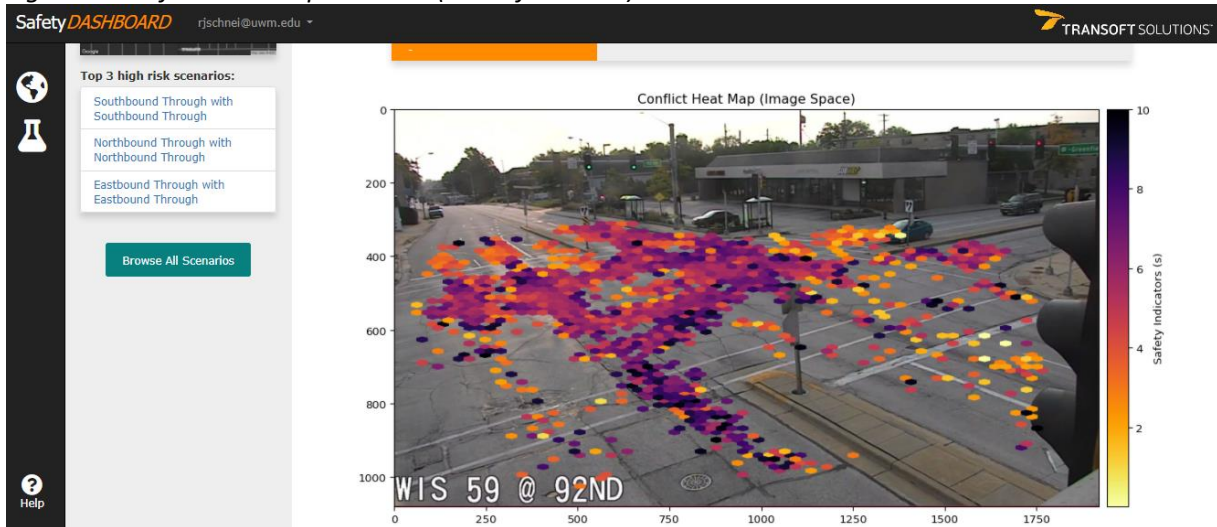 Safety DASHBOARD rjschnei@uwm.edu
TRANSOFT SOLUTIONS
Top 3 high risk scenarios:
Southbound Through with
Southbound Through
Northbound Through with
Northbound Through
Eastbound Through with
Eastbound Through
Browse All Scenarios
Help
Conflict Heat Map (Image Space)
0
200
400
600
800
1000
0 250 500 750 1000 1250 1500 1750
WIS 59 @ 92ND
10
8
6
4
2
Safety Indicators (s)